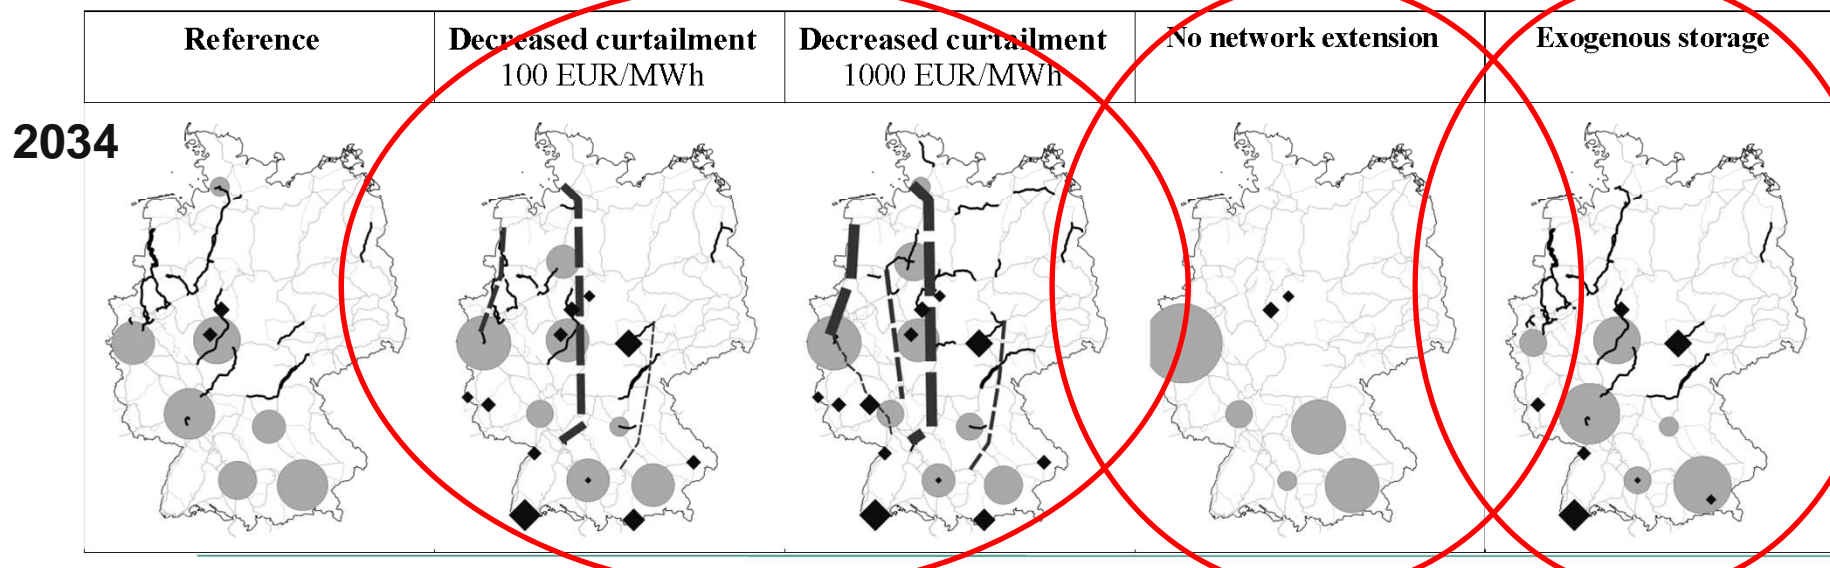 Reference
Decreased curtailment
100 EUR/MWh
Decreased curtailment
1000 EUR/MWh
No network extension
Exogenous storage
2034